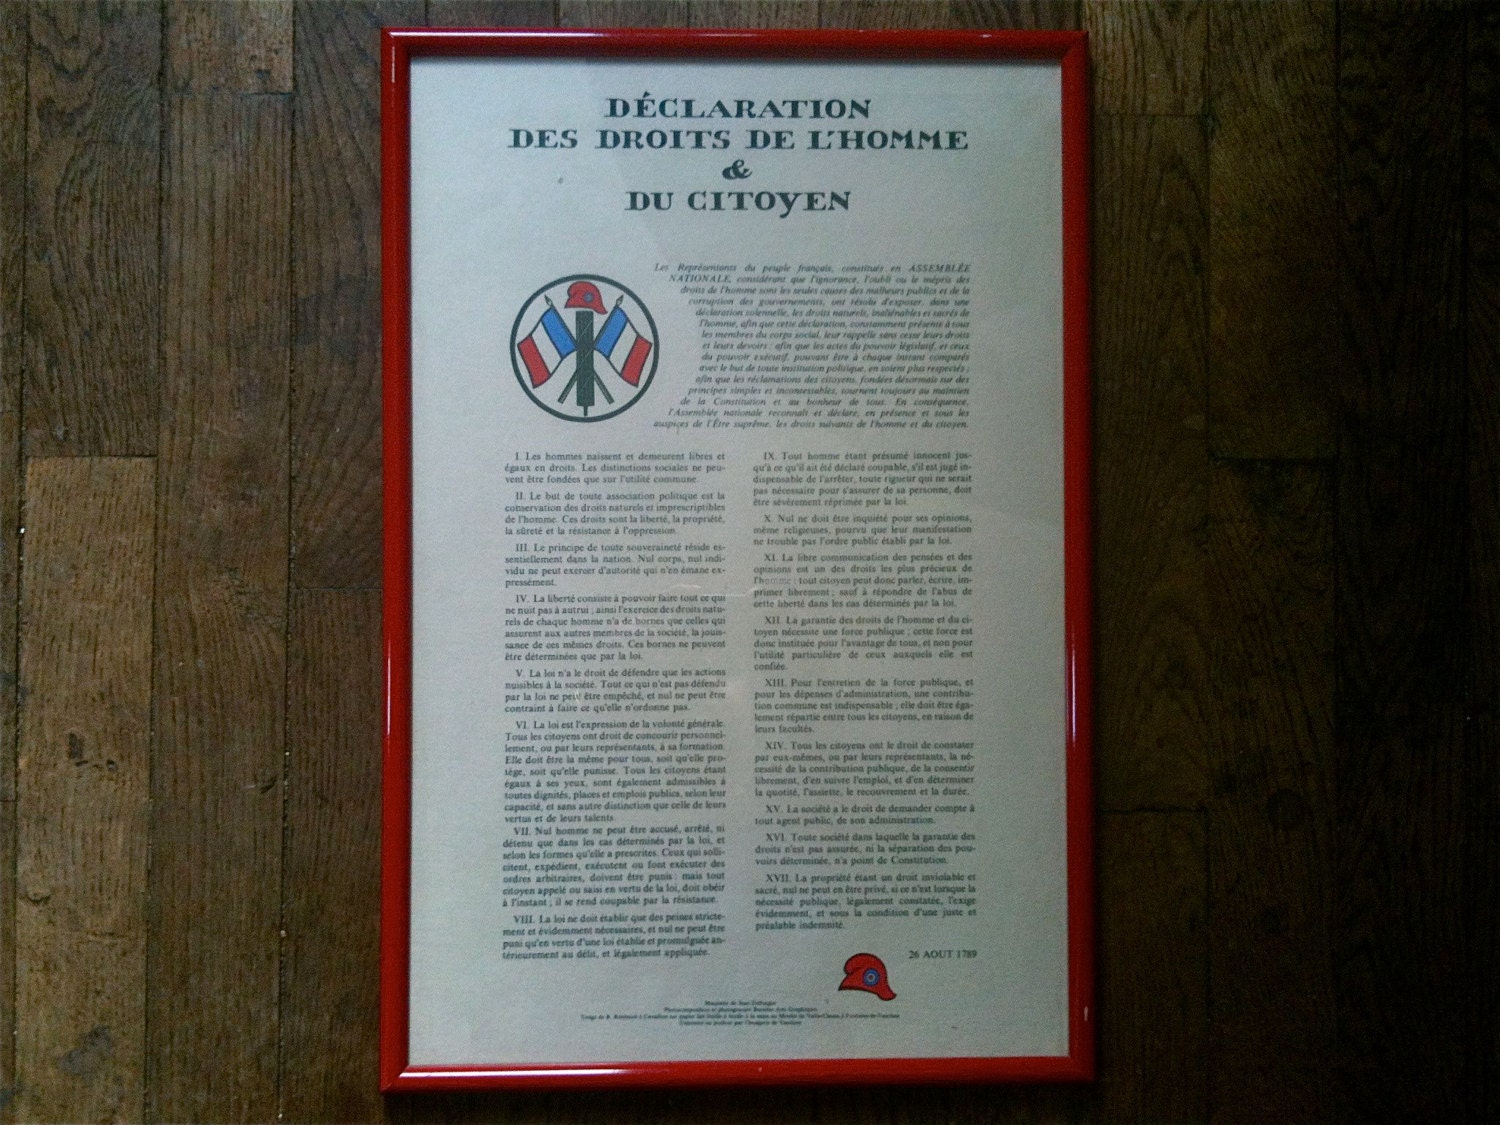 DÉCLARATION
DES DROITS DE L'HOMME
&
DU CITOYEN
Les Représentants du peuple français, constitués en ASSEMBLÉE
NATIONALE, considérant que l'ignorance, l'oubli ou le mépris des
droits de l'homme sont les seules causes des malheurs publics et de la
corruption des gouvernements, ont résolu d'exposer, dans une
déclaration solennelle, les droits naturels, inaliénables et sacrés de
l'homme, afin que cette déclaration, constamment présente à tous
les membres du corps social, leur rappelle sans cesse leurs droits
et leurs devoirs ; afin que les actes du pouvoir législatif, et ceux
du pouvoir exécutif, pouvant être à chaque instant comparés
avec le but de toute institution politique, en soient plus respectés ;
afin que les réclamations des citoyens, fondées désormais sur des
principes simples et incontestables, tournent toujours au maintien
de la Constitution et au bonheur de tous. En conséquence,
l'Assemblée nationale reconnaît et déclare, en présence et sous les
auspices de l'Être suprême, les droits suivants de l'homme et du citoyen.
I. Les hommes naissent et demeurent libres et
égaux en droits. Les distinctions sociales ne peu-
vent être fondées que sur l'utilité commune.
II. Le but de toute association politique est la
conservation des droits naturels et imprescriptibles
de l'homme. Ces droits sont la liberté, la propriété,
la sûreté et la résistance à l'oppression.
III. Le principe de toute souveraineté réside es-
sentiellement dans la nation. Nul corps, nul indi-
vidu ne peut exercer d'autorité qui n'en émane ex-
pressément.
IV. La liberté consiste à pouvoir faire tout ce qui
ne nuit pas à autrui ; ainsi l'exercice des droits natu-
rels de chaque homme n'a de bornes que celles qui
assurent aux autres membres de la société, la jouis-
sance de ces mêmes droits. Ces bornes ne peuvent
être déterminées que par la loi.
V. La loi n'a le droit de défendre que les actions
nuisibles à la société. Tout ce qui n'est pas défendu
par la loi ne peut être empêché, et nul ne peut être
contraint à faire ce qu'elle n'ordonne pas.
VI. La loi est l'expression de la volonté générale.
Tous les citoyens ont droit de concourir personnel-
lement, ou par leurs représentants, à sa formation.
Elle doit être la même pour tous, soit qu'elle pro-
tège, soit qu'elle punisse. Tous les citoyens étant
égaux à ses yeux, sont également admissibles à
toutes dignités, places et emplois publics, selon leur
capacité, et sans autre distinction que celle de leurs
vertus et de leurs talents.
VII. Nul homme ne peut être accusé, arrêté, ni
détenu que dans les cas déterminés par la loi, et
selon les formes qu'elle a prescrites. Ceux qui solli-
citent, expédient, exécutent ou font exécuter des
ordres arbitraires, doivent être punis ; mais tout
citoyen appelé ou saisi en vertu de la loi, doit obéir
à l'instant ; il se rend coupable par la résistance.
VIII. La loi ne doit établir que des peines stricte-
ment et évidemment nécessaires, et nul ne peut être
puni qu'en vertu d'une loi établie et promulguée an-
térieurement au délit, et légalement appliquée.
IX. Tout homme étant présumé innocent jus-
qu'à ce qu'il ait été déclaré coupable, s'il est jugé in-
dispensable de l'arrêter, toute rigueur qui ne serait
pas nécessaire pour s'assurer de sa personne, doit
être sévèrement réprimée par la loi.
X. Nul ne doit être inquiété pour ses opinions,
même religieuses, pourvu que leur manifestation
ne trouble pas l'ordre public établi par la loi.
XI. La libre communication des pensées et des
opinions est un des droits les plus précieux de
l'homme ; tout citoyen peut donc parler, écrire, im-
primer librement ; sauf à répondre de l'abus de
cette liberté dans les cas déterminés par la loi.
XII. La garantie des droits de l'homme et du ci-
toyen nécessite une force publique ; cette force est
donc instituée pour l'avantage de tous, et non pour
l'utilité particulière de ceux auxquels elle est
confiée.
XIII. Pour l'entretien de la force publique, et
pour les dépenses d'administration, une contribu-
tion commune est indispensable ; elle doit être éga-
lement répartie entre tous les citoyens, en raison de
leurs facultés.
XIV. Tous les citoyens ont le droit de constater
par eux-mêmes, ou par leurs représentants, la né-
cessité de la contribution publique, de la consentir
librement, d'en suivre l'emploi, et d'en déterminer
la quotité, l'assiette, le recouvrement et la durée.
XV. La société a le droit de demander compte à
tout agent public, de son administration.
XVI. Toute société dans laquelle la garantie des
droits n'est pas assurée, ni la séparation des pou-
voirs déterminée, n'a point de Constitution.
XVII. La propriété étant un droit inviolable et
sacré, nul ne peut en être privé, si ce n'est lorsque la
nécessité publique, légalement constatée, l'exige
évidemment, et sous la condition d'une juste et
préalable indemnité.
26 AOUT 1789
Maquette de Jean
Photocomposition et photogravure